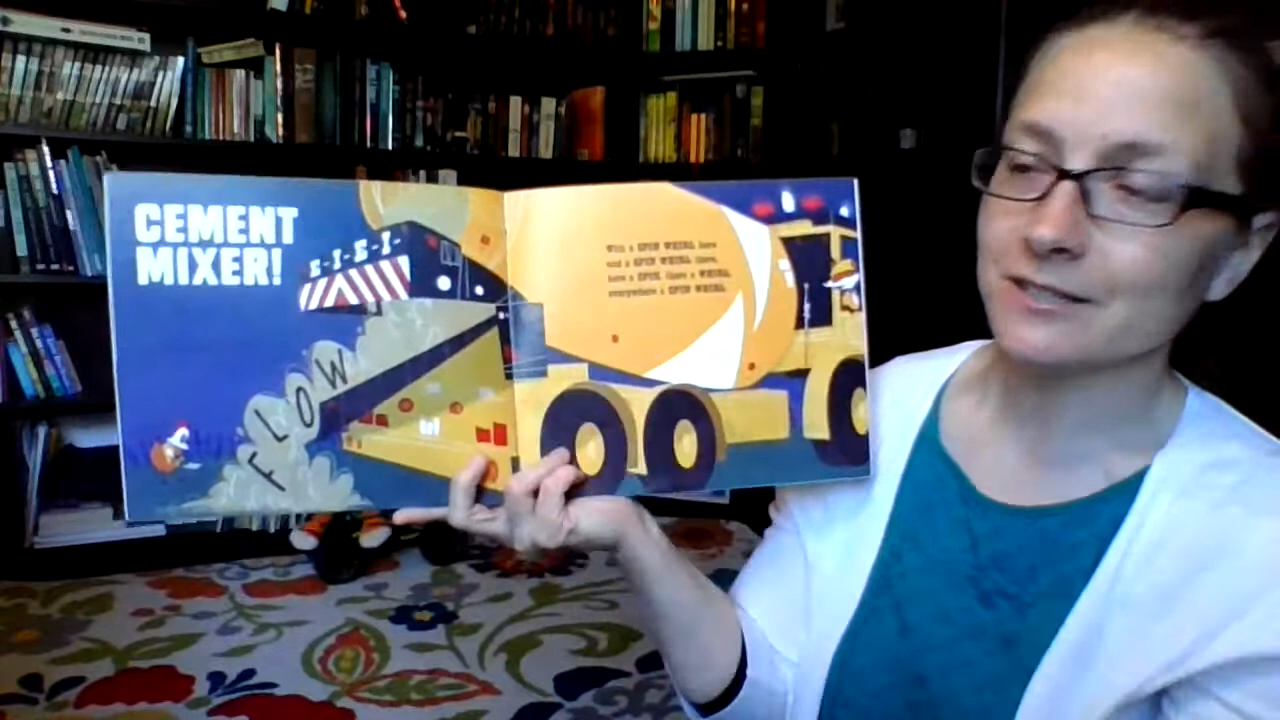 CEMENT
MIXER!
E-I-E-I-
FLOW
With a SPIN WHIRL here
and a SPIN WHIRL there,
here a SPIN, there a WHIRL
everywhere a SPIN WHIRL